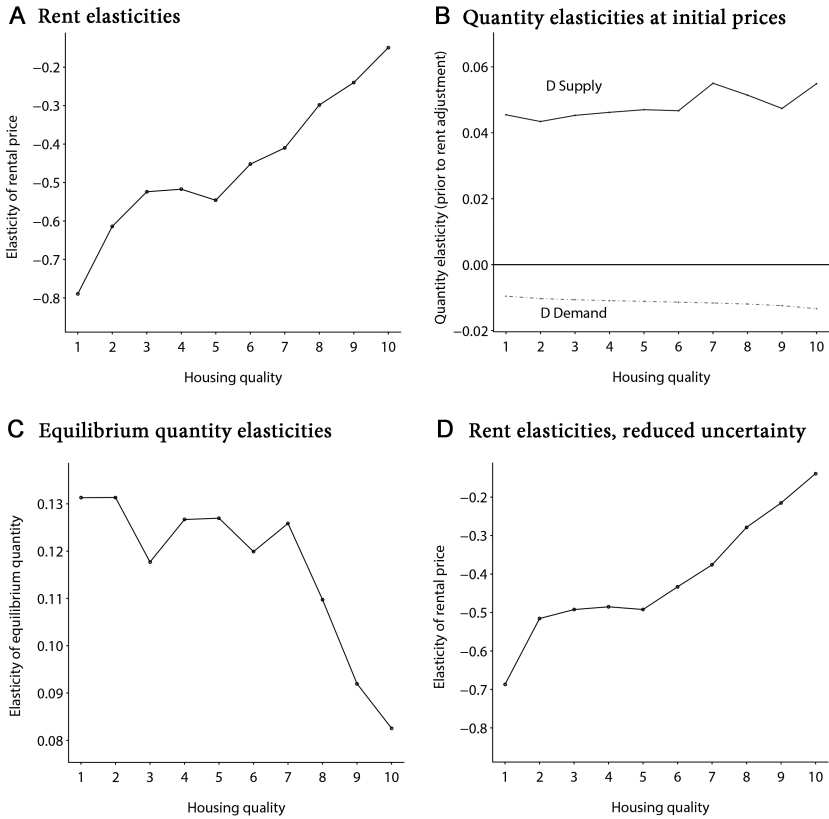 A Rent elasticities
Elasticity of rental price
−0.2
−0.3
−0.4
−0.5
−0.6
−0.7
−0.8
1 2 3 4 5 6 7 8 9 10
Housing quality
B Quantity elasticities at initial prices
Quantity elasticity (prior to rent adjustment)
0.06
0.04
0.02
0.00
−0.02
D Supply
D Demand
1 2 3 4 5 6 7 8 9 10
Housing quality
C Equilibrium quantity elasticities
Elasticity of equilibrium quantity
0.13
0.12
0.11
0.10
0.09
0.08
1 2 3 4 5 6 7 8 9 10
Housing quality
D Rent elasticities, reduced uncertainty
Elasticity of rental price
−0.2
−0.3
−0.4
−0.5
−0.6
−0.7
−0.8
1 2 3 4 5 6 7 8 9 10
Housing quality